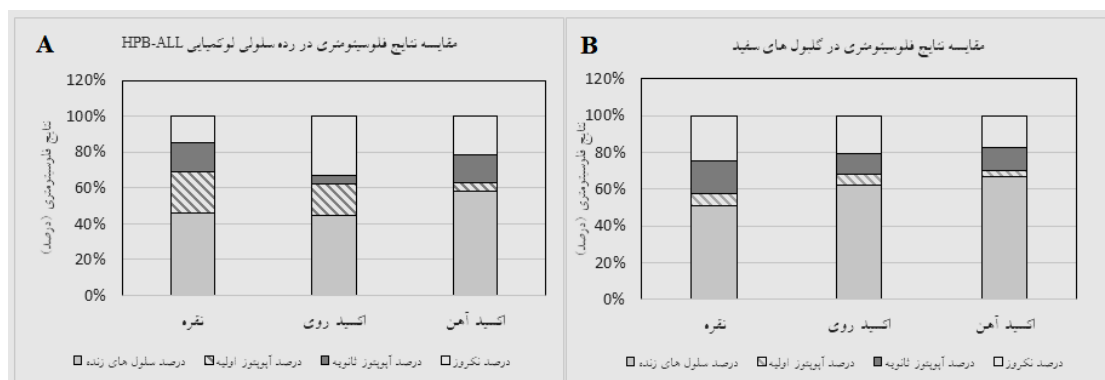 A
مقایسه نتایج فلوسیتومتری در رده سلولی لوکمیایی HPB-ALL
نتایج فلوسیتومتری (درصد)
120%
100%
80%
60%
40%
20%
0%
نقره
اکسید روی
اکسید آهن
درصد سلول های زنده
درصد آپوپتوز اولیه
درصد آپوپتوز ثانویه
درصد نکروز
B
مقایسه نتایج فلوسیتومتری در گلبول های سفید
نتایج فلوسیتومتری (درصد)
120%
100%
80%
60%
40%
20%
0%
نقره
اکسید روی
اکسید آهن
درصد سلول های زنده
درصد آپوپتوز اولیه
درصد آپوپتوز ثانویه
درصد نکروز